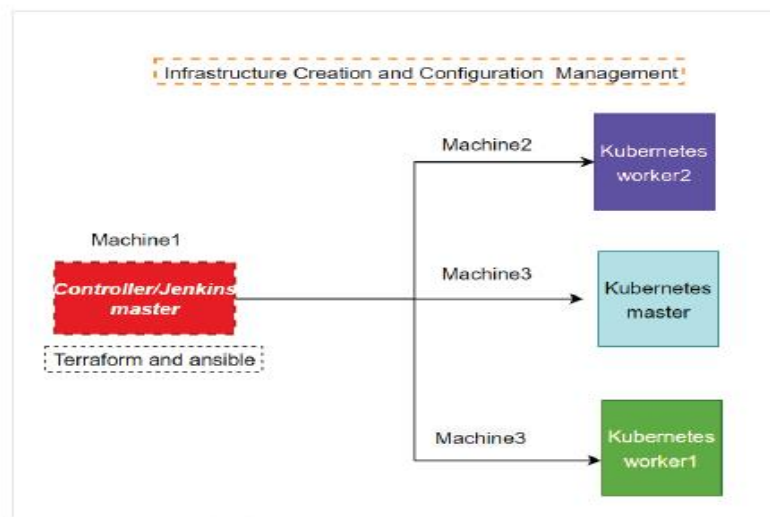 Infrastructure Creation and Configuration Management
Machine2
Kubernetes
worker2
Machine1
Controller/Jenkins
master
Terraform and ansible
Machine3
Kubernetes
master
Machine3
Kubernetes
worker1